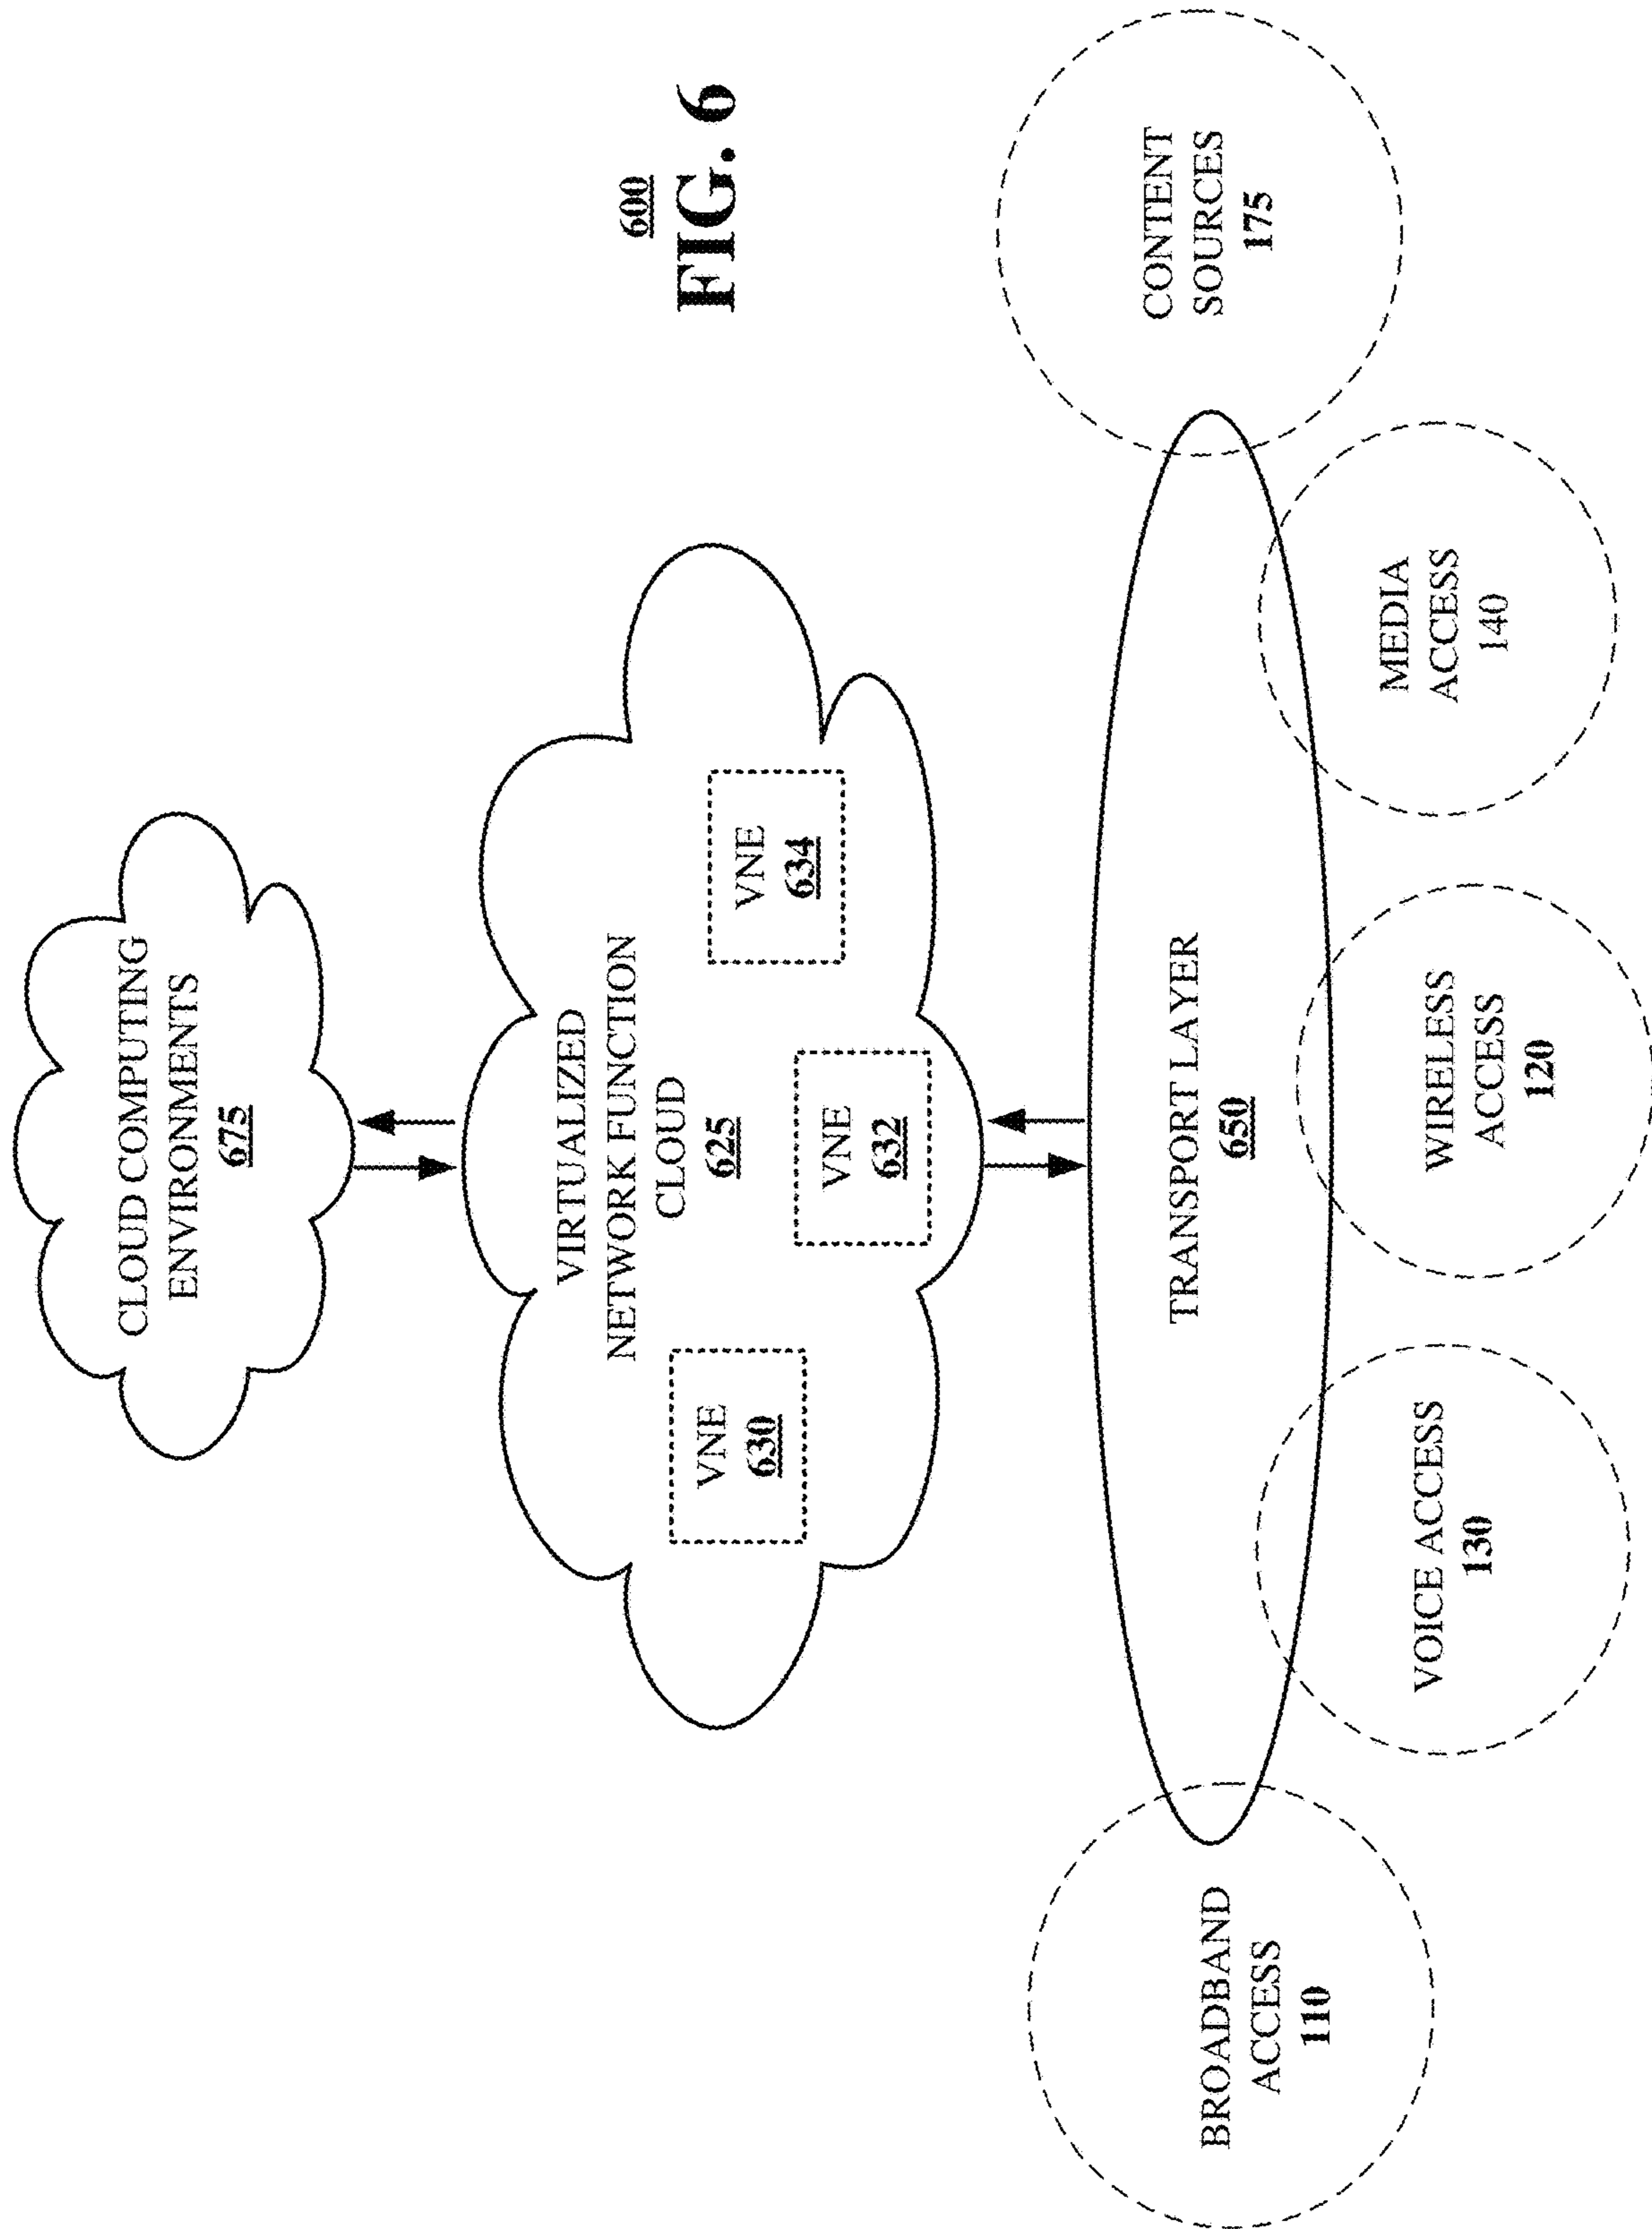 CLOUD COMPUTING
ENVIRONMENTS
675
VIRTUALIZED
NETWORK FUNCTION
CLOUD
625
VNE
630
VNE
632
VNE
634
600
FIG. 6
TRANSPORT LAYER
650
BROADBAND
ACCESS
110
VOICE ACCESS
130
WIRELESS
ACCESS
120
MEDIA
ACCESS
140
CONTENT
SOURCES
175